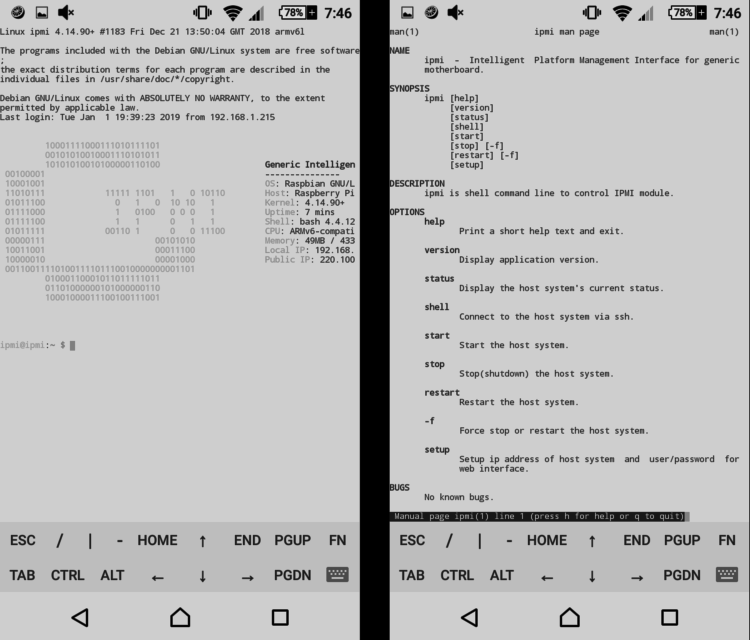 78% 7:46
Linux ipmi 4.14.90+ #1183 Fri Dec 21 13:50:04 GMT 2018 armv6l
The programs included with the Debian GNU/Linux system are free software
;
the exact distribution terms for each program are described in the
individual files in /usr/share/doc/*/copyright.
Debian GNU/Linux comes with ABSOLUTELY NO WARRANTY, to the extent
permitted by applicable law.
Last login: Tue Jan  1 19:39:23 2019 from 192.168.1.215
Generic Intelligen
---------------
OS: Raspbian GNU/L
Host: Raspberry Pi
Kernel: 4.14.90+
Uptime: 7 mins
Shell: bash 4.4.12
CPU: ARMv6-compati
Memory: 49MB / 433
Local IP: 192.168.
Public IP: 220.100
ipmi@ipmi:~ $
ESC / | - HOME ↑ END PGUP FN
TAB CTRL ALT ← ↓ → PGDN
78% 7:46
man(1) ipmi man page man(1)
NAME
ipmi - Intelligent Platform Management Interface for generic
motherboard.
SYNOPSIS
ipmi [help]
[version]
[status]
[shell]
[start]
[stop] [-f]
[restart] [-f]
[setup]
DESCRIPTION
ipmi is shell command line to control IPMI module.
OPTIONS
help
Print a short help text and exit.
version
Display application version.
status
Display the host system's current status.
shell
Connect to the host system via ssh.
start
Start the host system.
stop
Stop(shutdown) the host system.
restart
Restart the host system.
-f
Force stop or restart the host system.
setup
Setup ip address of host system and user/password for
web interface.
BUGS
No known bugs.
Manual page ipmi(1) line 1 (press h for help or q to quit)
ESC / | - HOME ↑ END PGUP FN
TAB CTRL ALT ← ↓ → PGDN